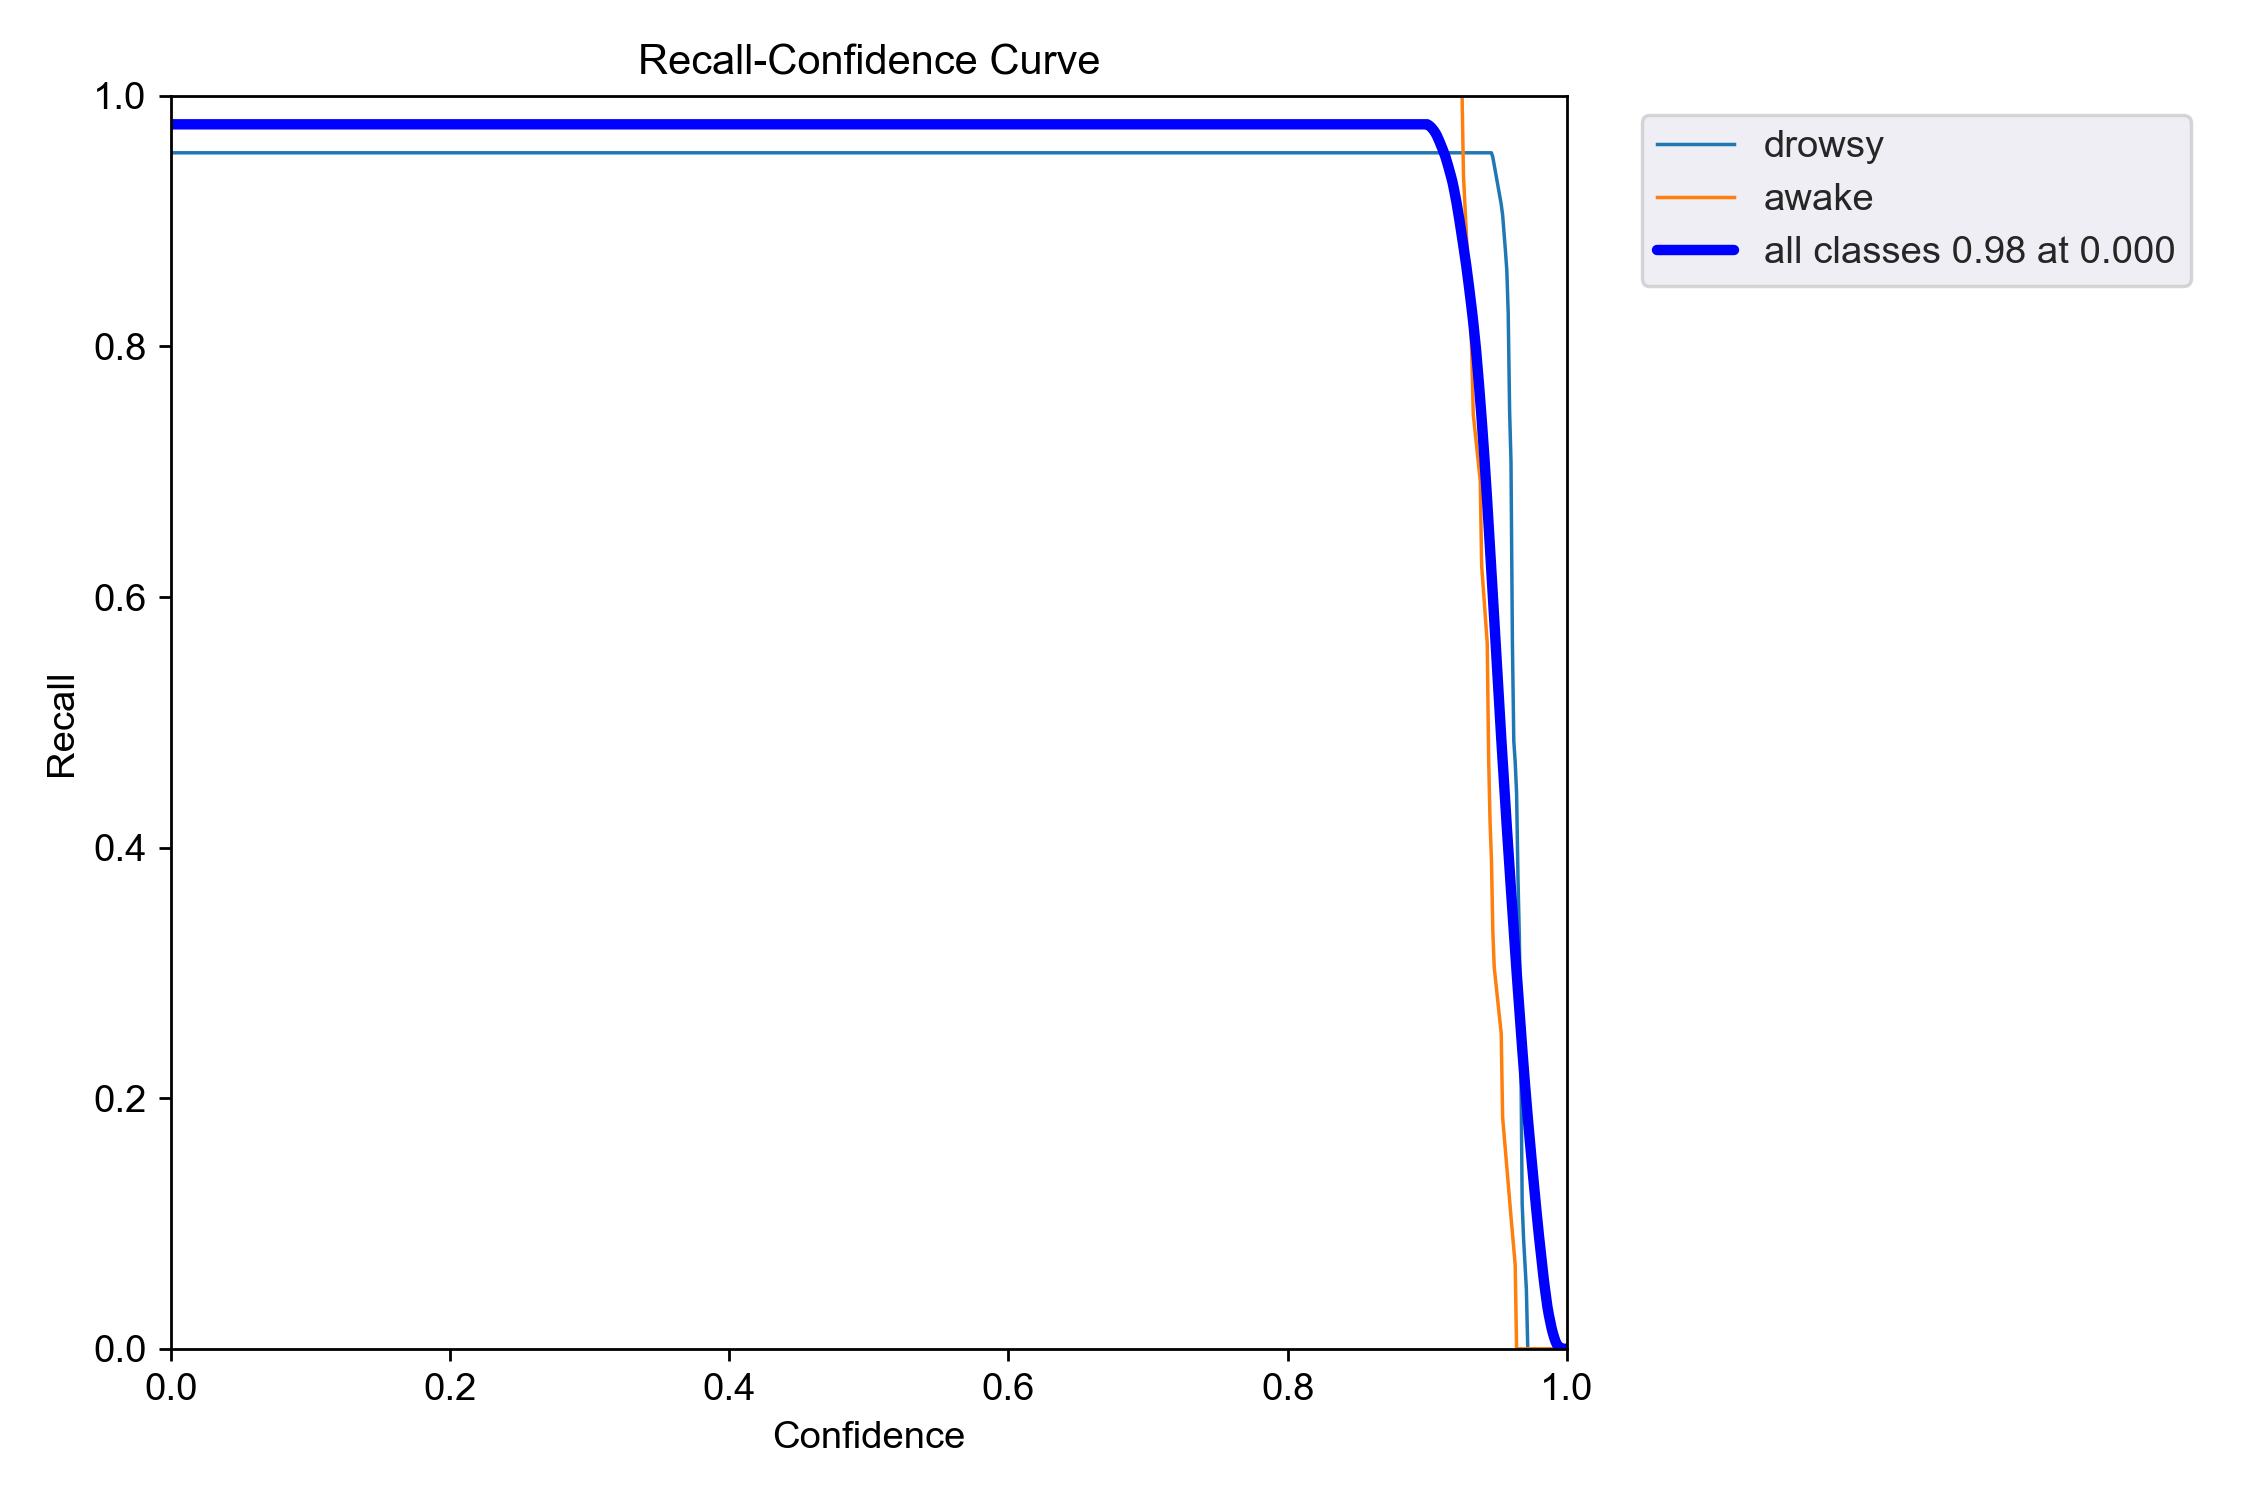 Recall-Confidence Curve
1.0
0.8
0.6
0.4
0.2
0.0
Recall
0.0 0.2 0.4 0.6 0.8 1.0
Confidence
drowsy
awake
all classes 0.98 at 0.000